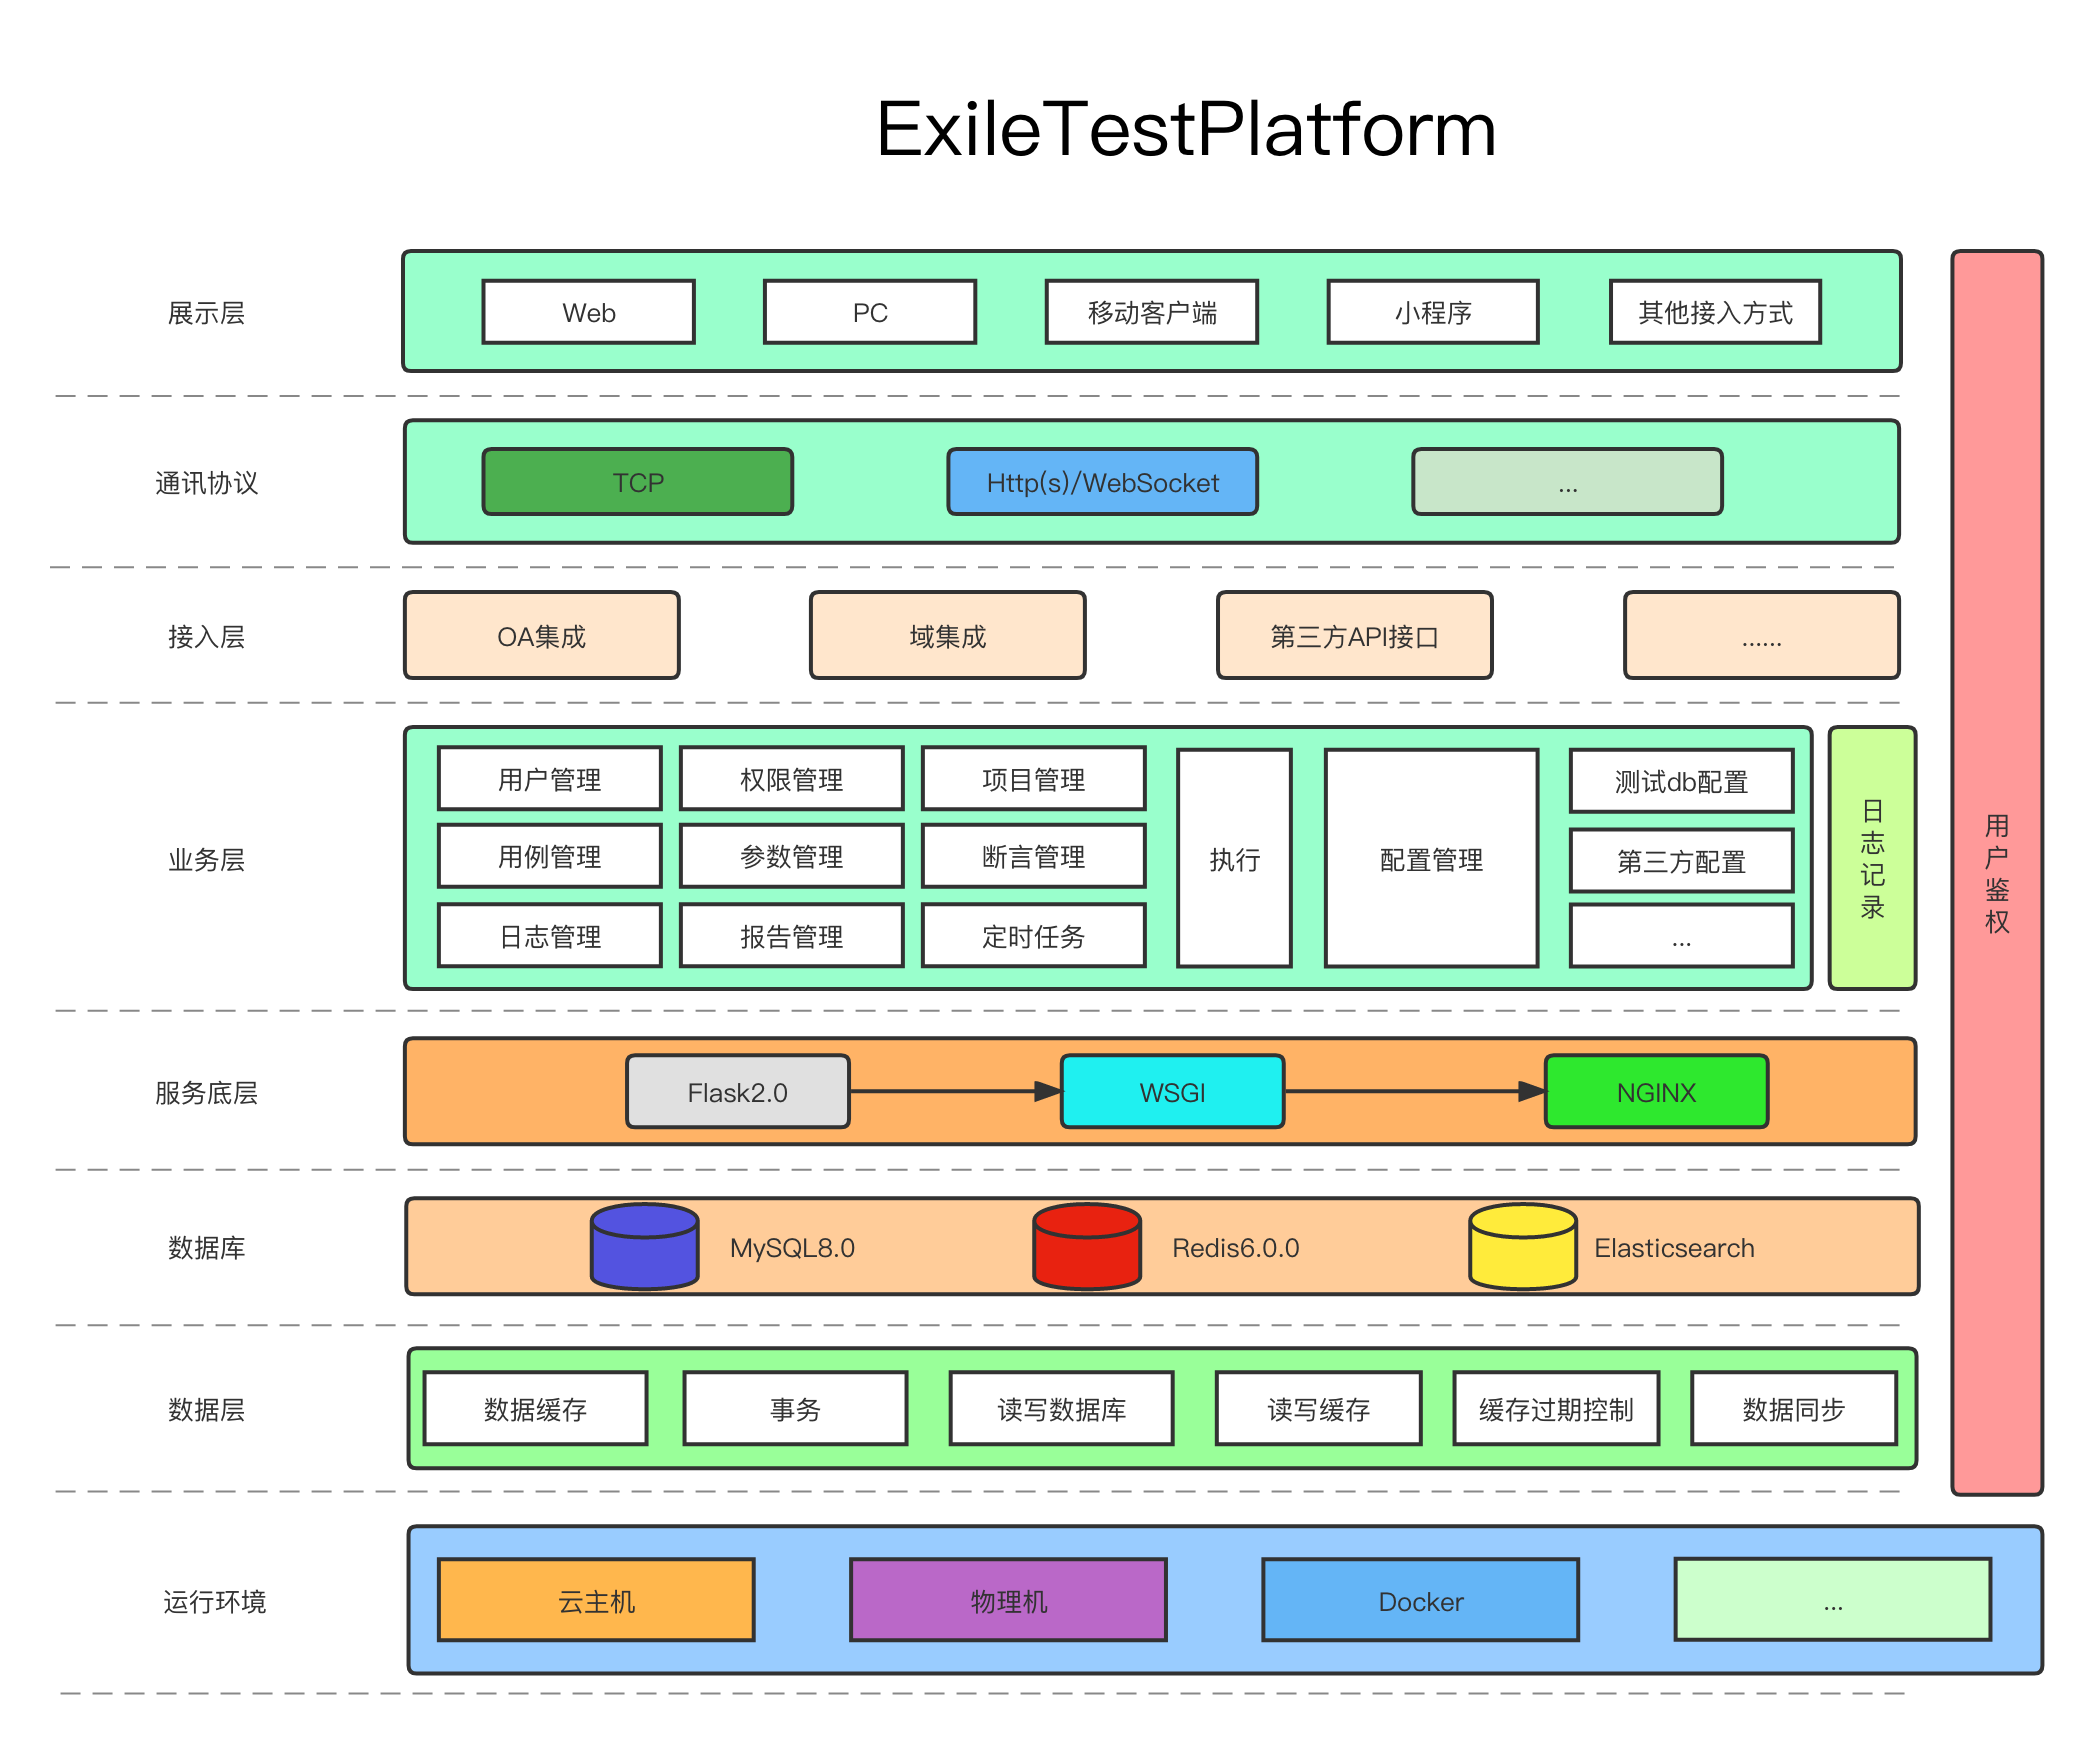 ExileTestPlatform
展示层
Web
PC
移动客户端
小程序
其他接入方式
通讯协议
TCP
Http(s)/WebSocket
...
接入层
OA集成
域集成
第三方API接口
......
业务层
用户管理
权限管理
项目管理
用例管理
参数管理
断言管理
日志管理
报告管理
定时任务
执行
配置管理
测试db配置
第三方配置
...
日志记录
用户鉴权
服务底层
Flask2.0
WSGI
NGINX
数据库
MySQL8.0
Redis6.0.0
Elasticsearch
数据层
数据缓存
事务
读写数据库
读写缓存
缓存过期控制
数据同步
运行环境
云主机
物理机
Docker
...